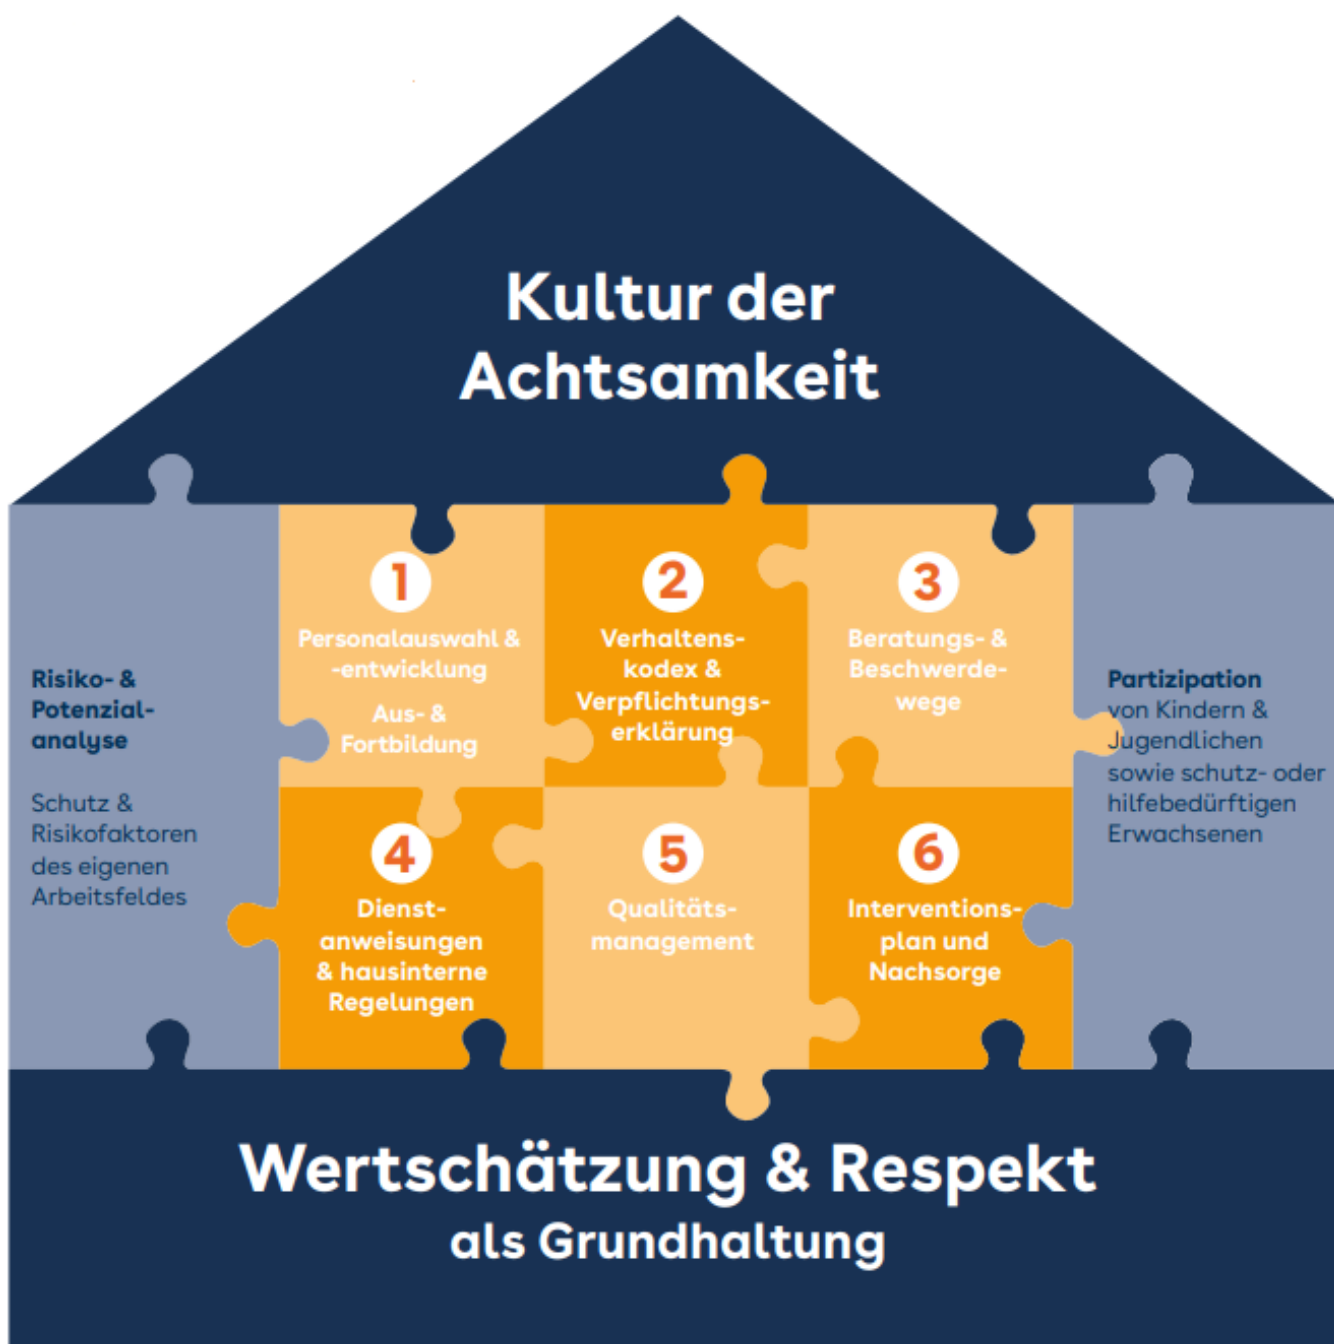 Kultur der
Achtsamkeit
Risiko- &
Potenzial-
analyse
Schutz &
Risikofaktoren
des eigenen
Arbeitsfeldes
1
Personalauswahl &
-entwicklung
Aus- &
Fortbildung
2
Verhaltens-
kodex &
Verpflichtungs-
erklärung
3
Beratungs- &
Beschwerde-
wege
4
Dienst-
anweisungen
& hausinterne
Regelungen
5
Qualitäts-
management
6
Interventions-
plan und
Nachsorge
Partizipation
von Kindern &
Jugendlichen
sowie schutz- oder
hilfebedürftigen
Erwachsenen
Wertschätzung & Respekt
als Grundhaltung